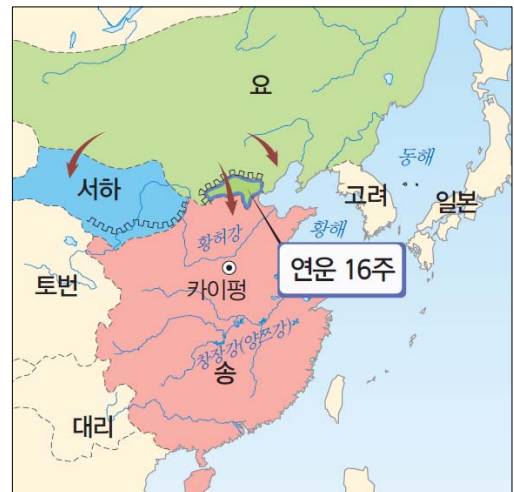 요
동해
서하
고려
일본
황허강
황해
연운 16주
토번
카이펑
창장강(양쯔강)
송
대리